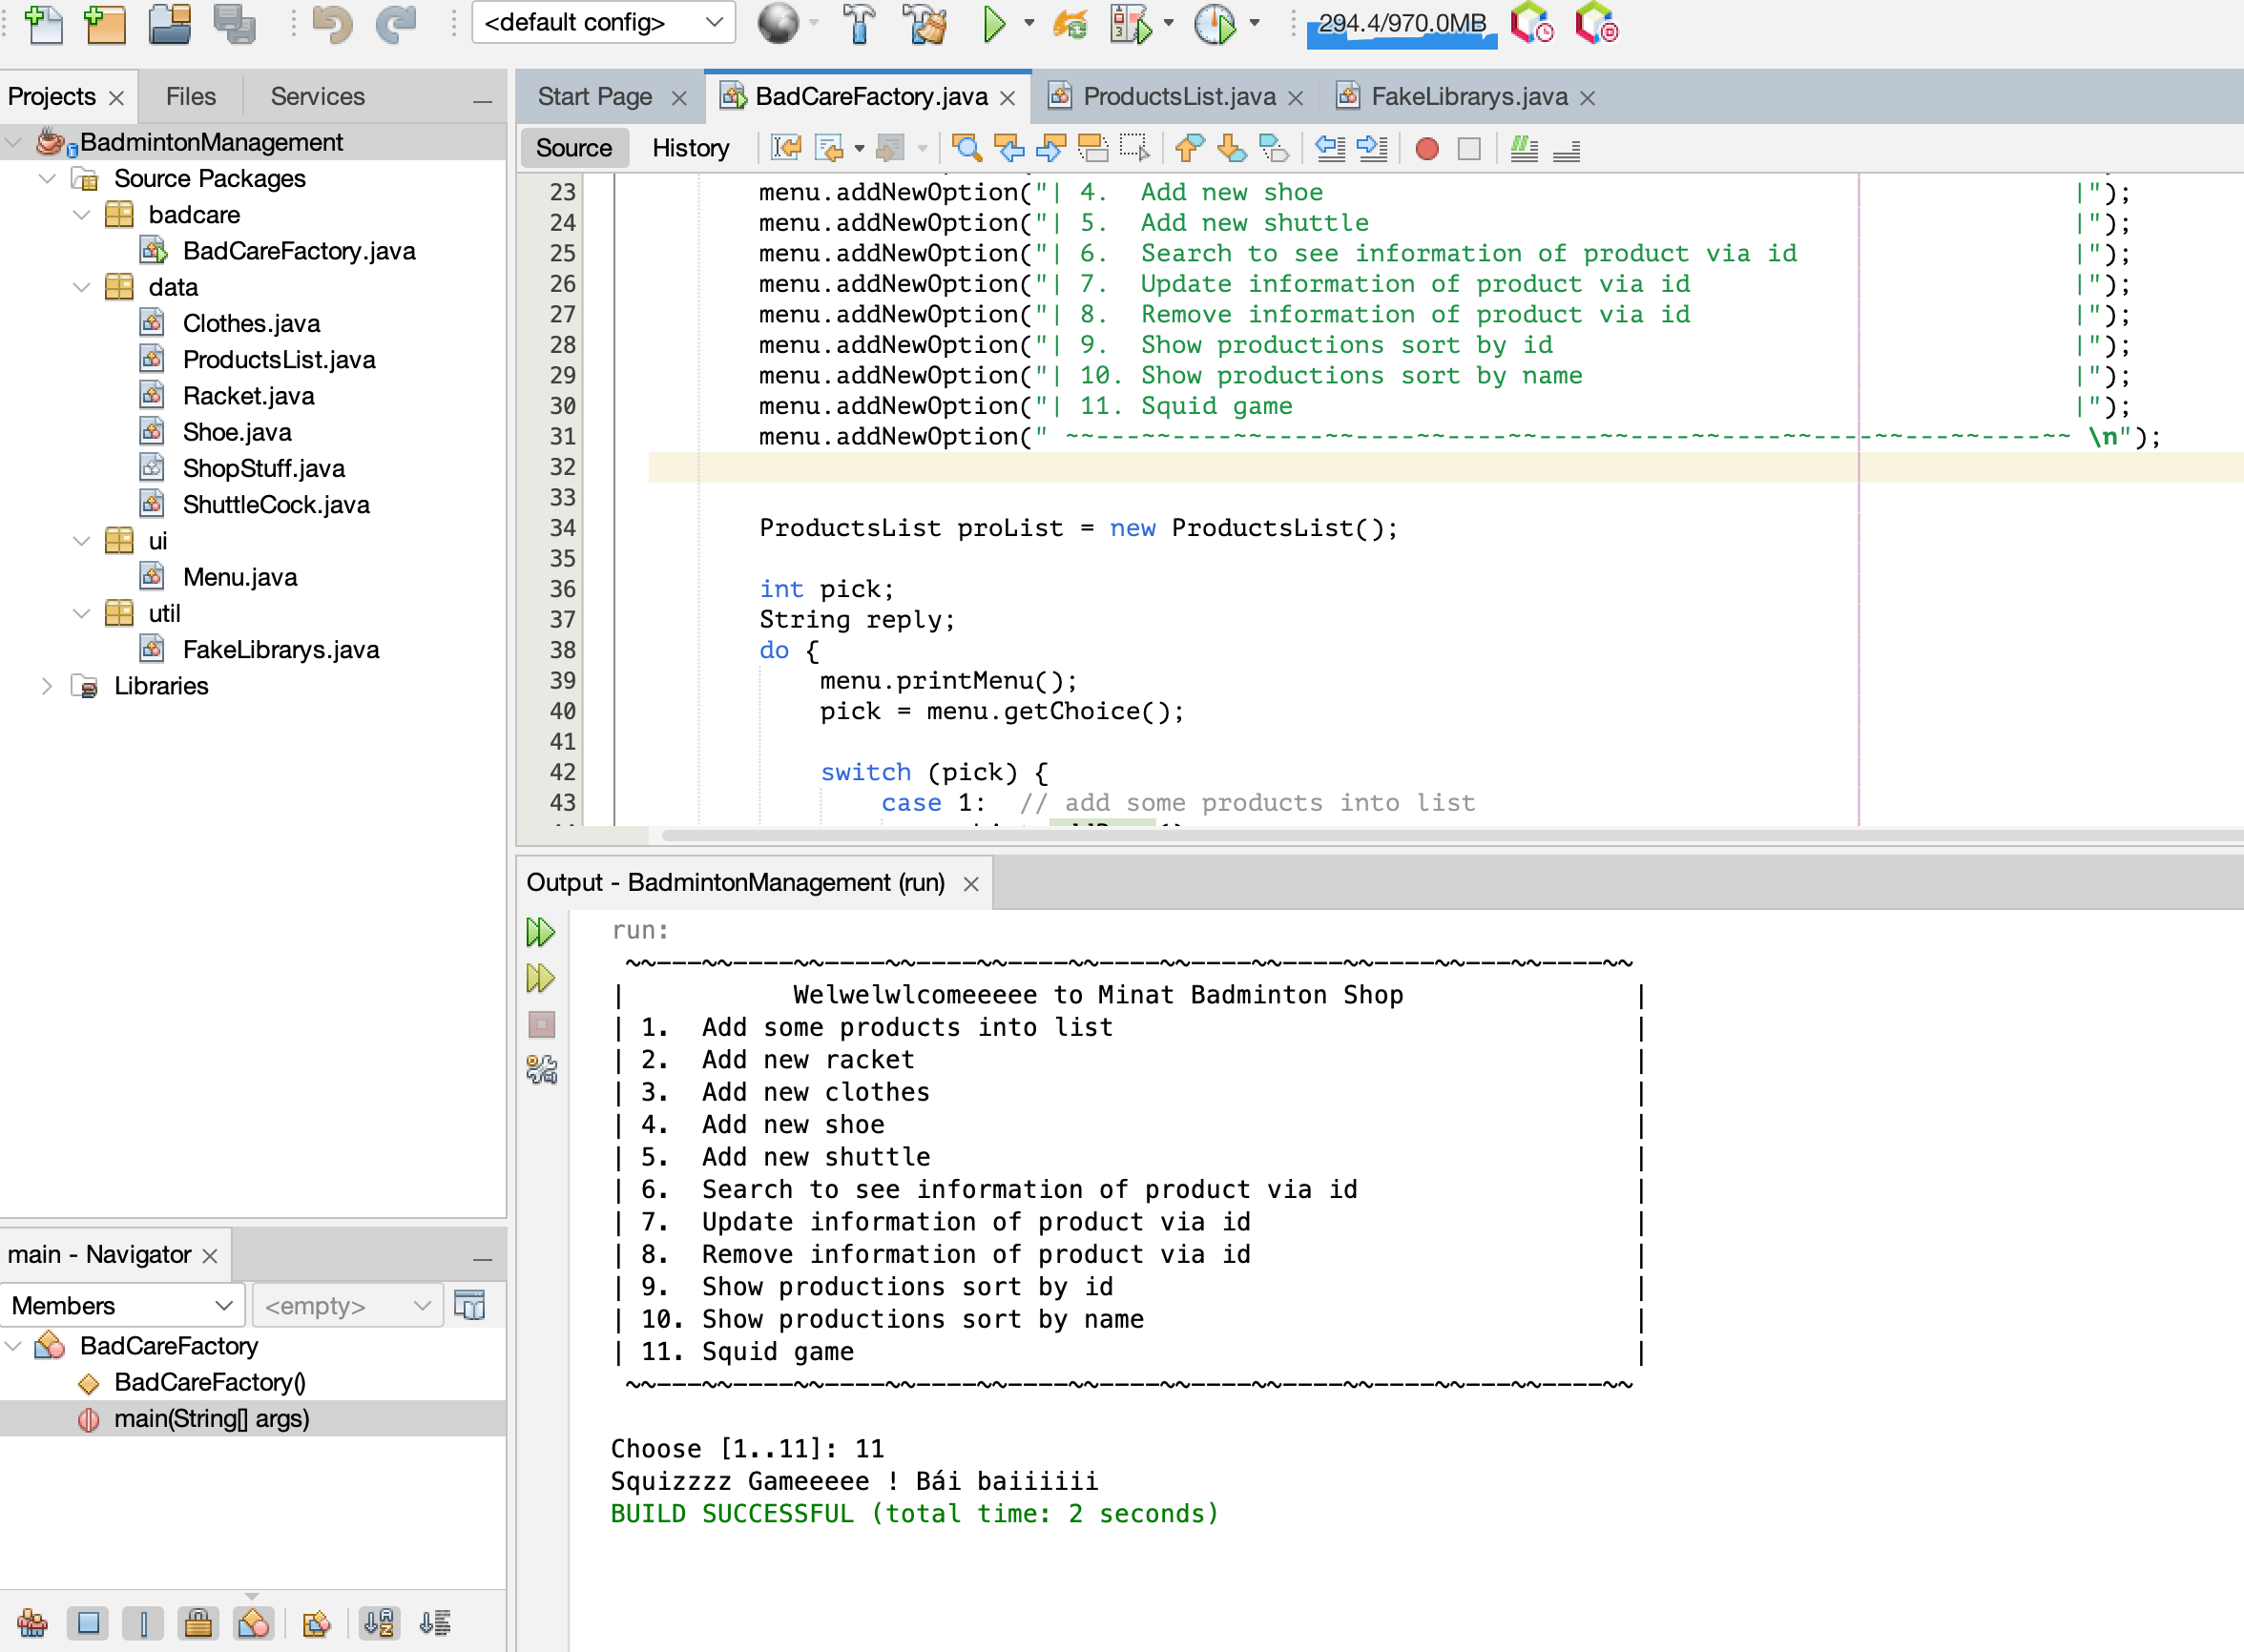 <default config>
294.4/970.0MB
Projects
Files
Services
BadmintonManagement
Source Packages
badcare
BadCareFactory.java
data
Clothes.java
ProductsList.java
Racket.java
Shoe.java
ShopStuff.java
ShuttleCock.java
ui
Menu.java
util
FakeLibrarys.java
Libraries
main - Navigator
Members
<empty>
BadCareFactory
BadCareFactory()
main(String[] args)
Start Page
BadCareFactory.java
ProductsList.java
FakeLibrarys.java
Source
History
23 menu.addNewOption("| 4.  Add new shoe                                                 |");
24 menu.addNewOption("| 5.  Add new shuttle                                              |");
25 menu.addNewOption("| 6.  Search to see information of product via id                  |");
26 menu.addNewOption("| 7.  Update information of product via id                         |");
27 menu.addNewOption("| 8.  Remove information of product via id                         |");
28 menu.addNewOption("| 9.  Show productions sort by id                                  |");
29 menu.addNewOption("| 10. Show productions sort by name                                |");
30 menu.addNewOption("| 11. Squid game                                                   |");
31 menu.addNewOption(" ~~---~~----~~----~~----~~----~~----~~----~~----~~----~~---~~----~~ \n");
32
33
34 ProductsList proList = new ProductsList();
35
36 int pick;
37 String reply;
38 do {
39 menu.printMenu();
40 pick = menu.getChoice();
41
42 switch (pick) {
43 case 1:  // add some products into list
Output - BadmintonManagement (run)
run:
 ~~---~~----~~----~~----~~----~~----~~----~~----~~----~~---~~----~~
|           Welwelwlcomeeeee to Minat Badminton Shop               |
| 1.  Add some products into list                                  |
| 2.  Add new racket                                               |
| 3.  Add new clothes                                              |
| 4.  Add new shoe                                                 |
| 5.  Add new shuttle                                              |
| 6.  Search to see information of product via id                  |
| 7.  Update information of product via id                         |
| 8.  Remove information of product via id                         |
| 9.  Show productions sort by id                                  |
| 10. Show productions sort by name                                |
| 11. Squid game                                                   |
 ~~---~~----~~----~~----~~----~~----~~----~~----~~----~~---~~----~~
Choose [1..11]: 11
Squizzzz Gameeeee ! Bái baiiiiii
BUILD SUCCESSFUL (total time: 2 seconds)